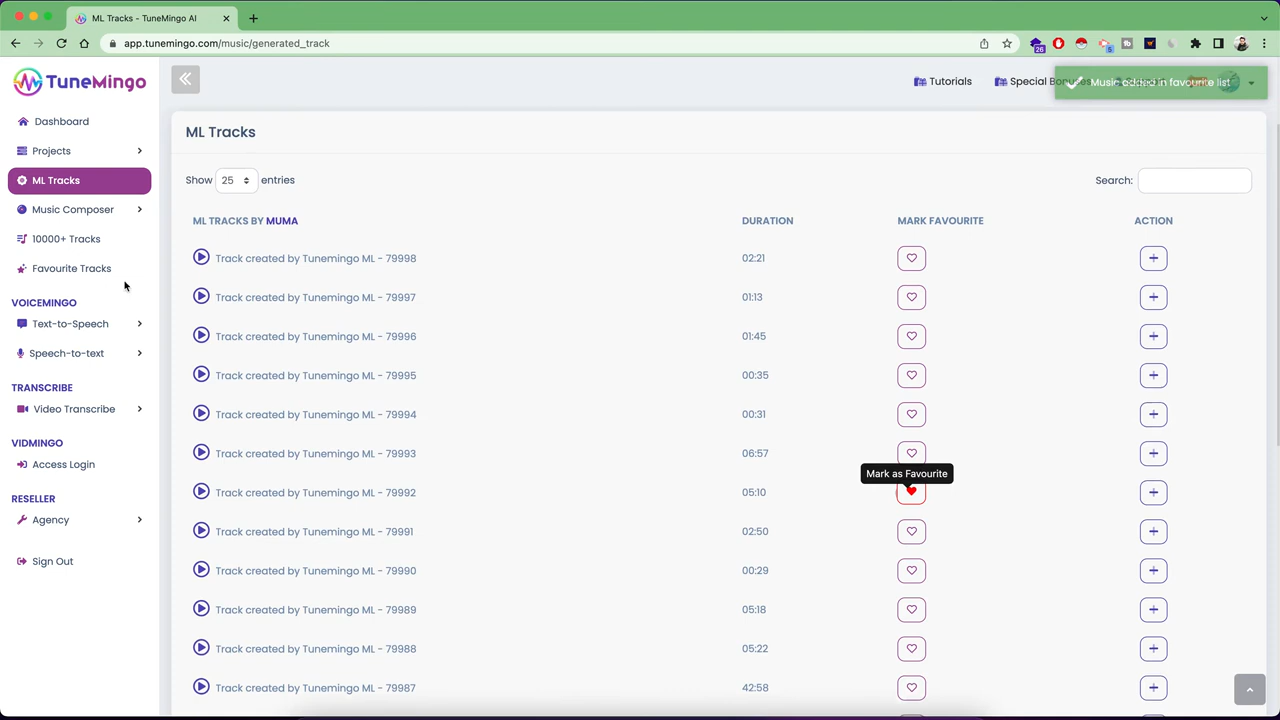 ML Tracks - TuneMingo AI
app.tunemingo.com/music/generated_track
26
5
TuneMingo
Tutorials
Special Bonuses
Music added in favourite list
Dashboard
Projects
ML Tracks
Music Composer
10000+ Tracks
Favourite Tracks
VOICEMINGO
Text-to-Speech
Speech-to-text
TRANSCRIBE
Video Transcribe
VIDMINGO
Access Login
RESELLER
Agency
Sign Out
ML Tracks
Show 25 entries
Search:
ML TRACKS BY MUMA DURATION MARK FAVOURITE ACTION
Track created by Tunemingo ML - 79998 02:21
Track created by Tunemingo ML - 79997 01:13
Track created by Tunemingo ML - 79996 01:45
Track created by Tunemingo ML - 79995 00:35
Track created by Tunemingo ML - 79994 00:31
Track created by Tunemingo ML - 79993 06:57
Mark as Favourite
Track created by Tunemingo ML - 79992 05:10
Track created by Tunemingo ML - 79991 02:50
Track created by Tunemingo ML - 79990 00:29
Track created by Tunemingo ML - 79989 05:18
Track created by Tunemingo ML - 79988 05:22
Track created by Tunemingo ML - 79987 42:58